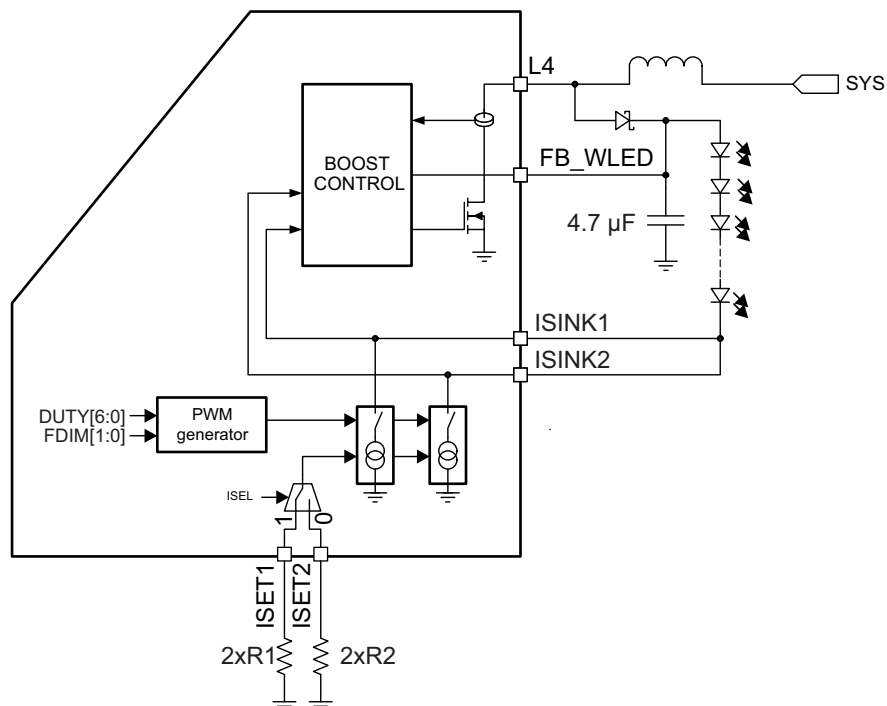 L4
SYS
BOOST
CONTROL
FB_WLED
4.7 µF
ISINK1
ISINK2
DUTY[6:0]
FDIM[1:0]
PWM
generator
ISEL
1
0
ISET1
ISET2
2xR1
2xR2